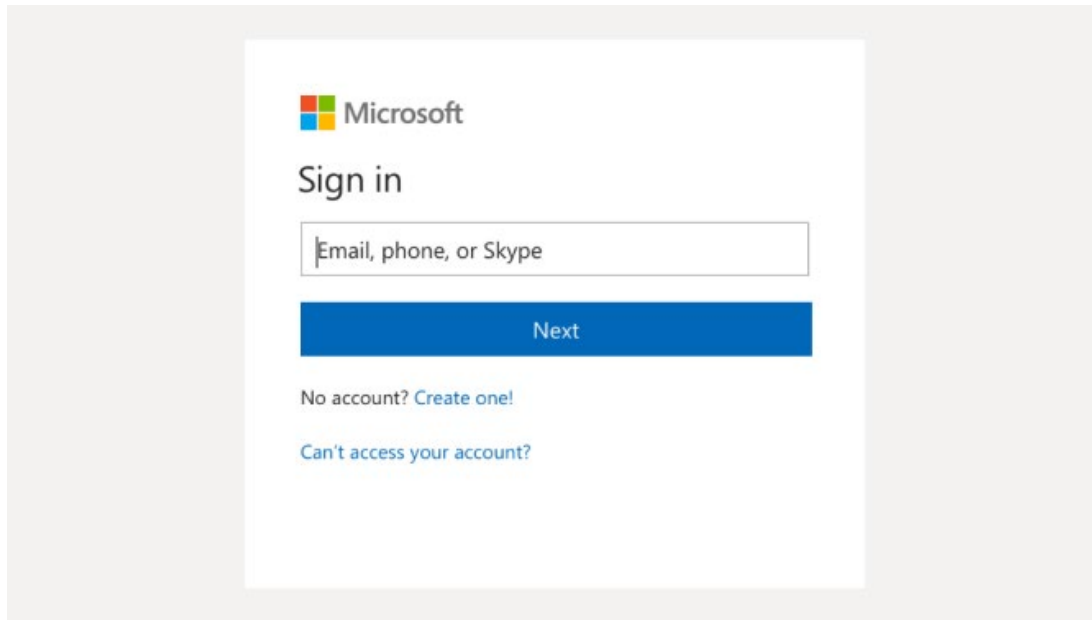 Microsoft
Sign in
Email, phone, or Skype
Next
No account? Create one!
Can't access your account?